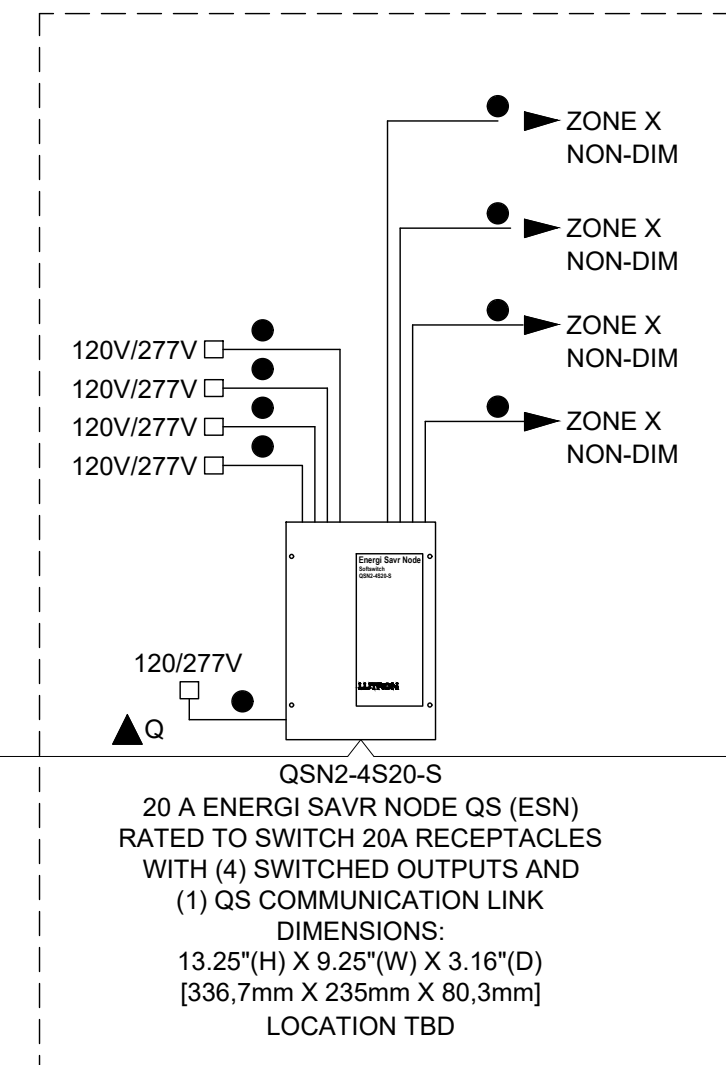 ZONE X
NON-DIM
ZONE X
NON-DIM
ZONE X
NON-DIM
ZONE X
NON-DIM
120V/277V
120V/277V
120V/277V
120V/277V
Energi Savr Node
Softswitch
QSN2-4S20-S
LUTRON
120/277V
Q
QSN2-4S20-S
20 A ENERGI SAVR NODE QS (ESN)
RATED TO SWITCH 20A RECEPTACLES
WITH (4) SWITCHED OUTPUTS AND
(1) QS COMMUNICATION LINK
DIMENSIONS:
13.25"(H) X 9.25"(W) X 3.16"(D)
[336,7mm X 235mm X 80,3mm]
LOCATION TBD